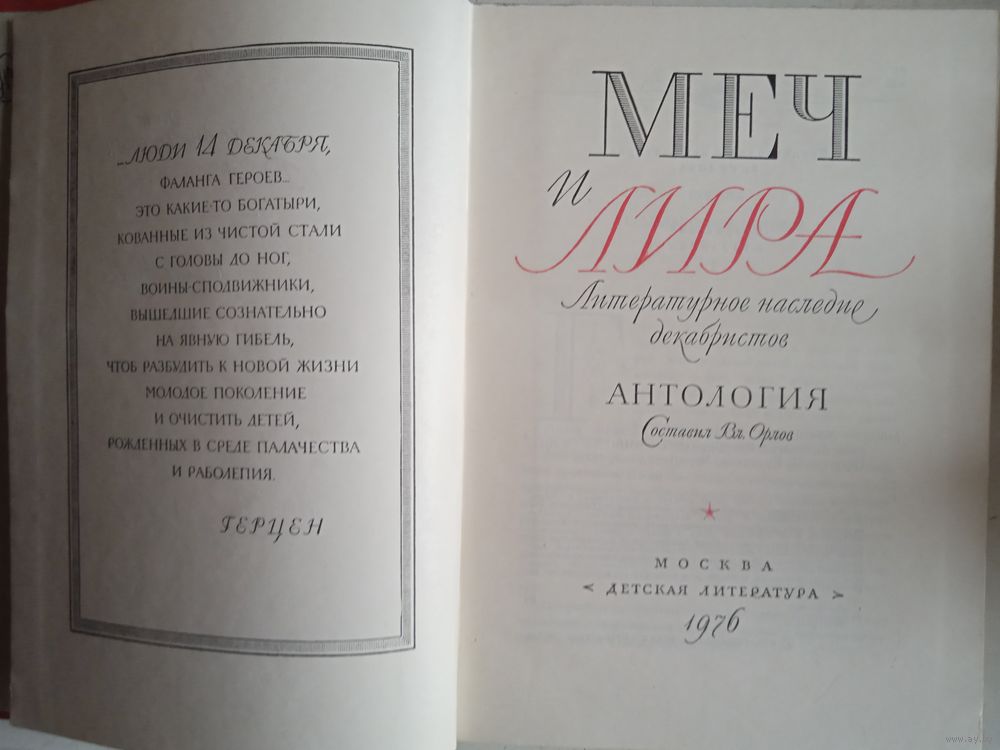 ...ЛЮДИ 14 ДЕКАБРЯ,
ФАЛАНГА ГЕРОЕВ...
ЭТО КАКИЕ-ТО БОГАТЫРИ,
КОВАННЫЕ ИЗ ЧИСТОЙ СТАЛИ
С ГОЛОВЫ ДО НОГ,
ВОИНЫ-СПОДВИЖНИКИ,
ВЫШЕДШИЕ СОЗНАТЕЛЬНО
НА ЯВНУЮ ГИБЕЛЬ,
ЧТОБ РАЗБУДИТЬ К НОВОЙ ЖИЗНИ
МОЛОДОЕ ПОКОЛЕНИЕ
И ОЧИСТИТЬ ДЕТЕЙ,
РОЖДЕННЫХ В СРЕДЕ ПАЛАЧЕСТВА
И РАБОЛЕПИЯ.
ГЕРЦЕН
МЕЧ
и
ЛИРА
Литературное наследие
декабристов
АНТОЛОГИЯ
Составил Вл. Орлов
МОСКВА
«ДЕТСКАЯ ЛИТЕРАТУРА»
1976